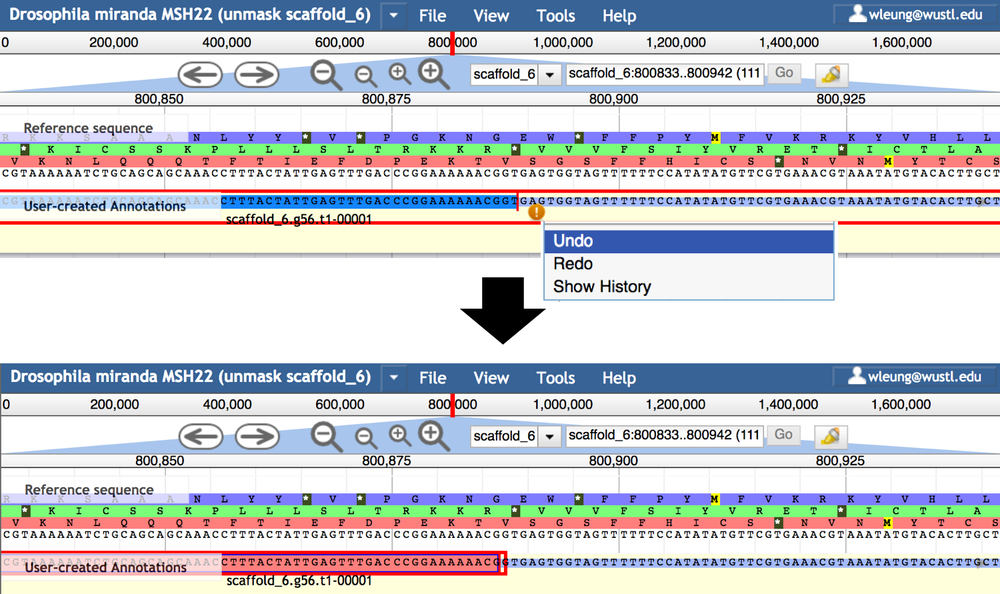 Drosophila miranda MSH22 (unmask scaffold_6) File View Tools Help wleung@wustl.edu
0 200,000 400,000 600,000 800,000 1,000,000 1,200,000 1,400,000 1,600,000
scaffold_6 scaffold_6:800833..800942 (111 Go
800,850 800,875 800,900 800,925
Reference sequence
R K K S A A A N L Y Y * V * P G K N G E W * F F P Y M F V K R K Y V H L L
* K I C S S K P L L L S L T R K K R * V V V F S I Y V R E T * I C T L A
V K N L Q Q Q T F T I E F D P E K T V S G S F F H I C S * N V N M Y T C S
CGTAAAAAATCTGCAGCAGCAAACCTTTACTATTGAGTTTGACCCGGAAAAAACGGTGAGTGGTAGTTTTTTCCATATATGTTCGTGAAACGTAAATATGTACACTTGCT
CGTAAAAAATCTGCAGCAGCAAACCTTTACTATTGAGTTTGACCCGGAAAAAACGGTGAGTGGTAGTTTTTTCCATATATGTTCGTGAAACGTAAATATGTACACTTGCT
User-created Annotations
scaffold_6.g56.t1-00001
Undo
Redo
Show History
Drosophila miranda MSH22 (unmask scaffold_6) File View Tools Help wleung@wustl.edu
0 200,000 400,000 600,000 800,000 1,000,000 1,200,000 1,400,000 1,600,000
scaffold_6 scaffold_6:800833..800942 (111 Go
800,850 800,875 800,900 800,925
Reference sequence
R K K S A A A N L Y Y * V * P G K N G E W * F F P Y M F V K R K Y V H L L
* K I C S S K P L L L S L T R K K R * V V V F S I Y V R E T * I C T L A
V K N L Q Q Q T F T I E F D P E K T V S G S F F H I C S * N V N M Y T C S
CGTAAAAAATCTGCAGCAGCAAACCTTTACTATTGAGTTTGACCCGGAAAAAACGGTGAGTGGTAGTTTTTTCCATATATGTTCGTGAAACGTAAATATGTACACTTGCT
CGTAAAAAATCTGCAGCAGCAAACCTTTACTATTGAGTTTGACCCGGAAAAAACGGTGAGTGGTAGTTTTTTCCATATATGTTCGTGAAACGTAAATATGTACACTTGCT
User-created Annotations
scaffold_6.g56.t1-00001